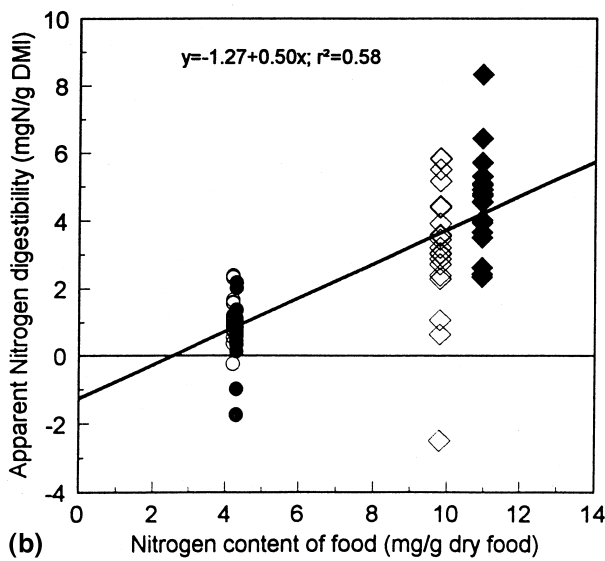 10
y=-1.27+0.50x; r²=0.58
8
6
4
2
0
-2
-4
Apparent Nitrogen digestibility (mgN/g DMI)
0 2 4 6 8 10 12 14
(b) Nitrogen content of food (mg/g dry food)